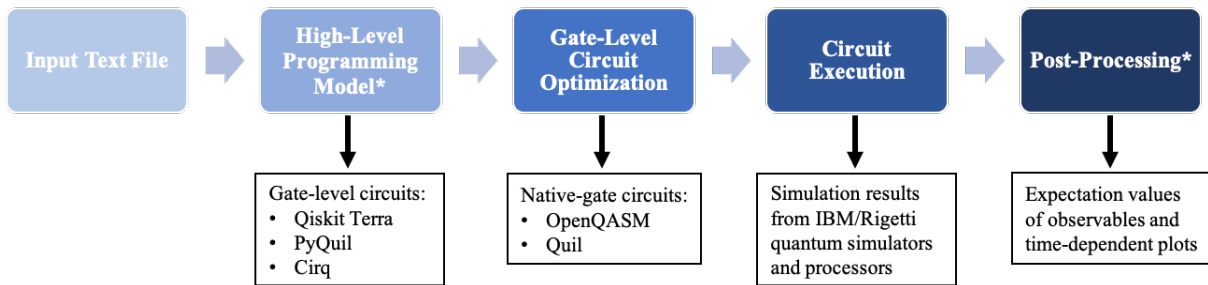 Input Text File
High-Level
Programming
Model*
Gate-Level
Circuit
Optimization
Circuit
Execution
Post-Processing*
Gate-level circuits:
• Qiskit Terra
• PyQuil
• Cirq
Native-gate circuits:
• OpenQASM
• Quil
Simulation results
from IBM/Rigetti
quantum simulators
and processors
Expectation values
of observables and
time-dependent plots